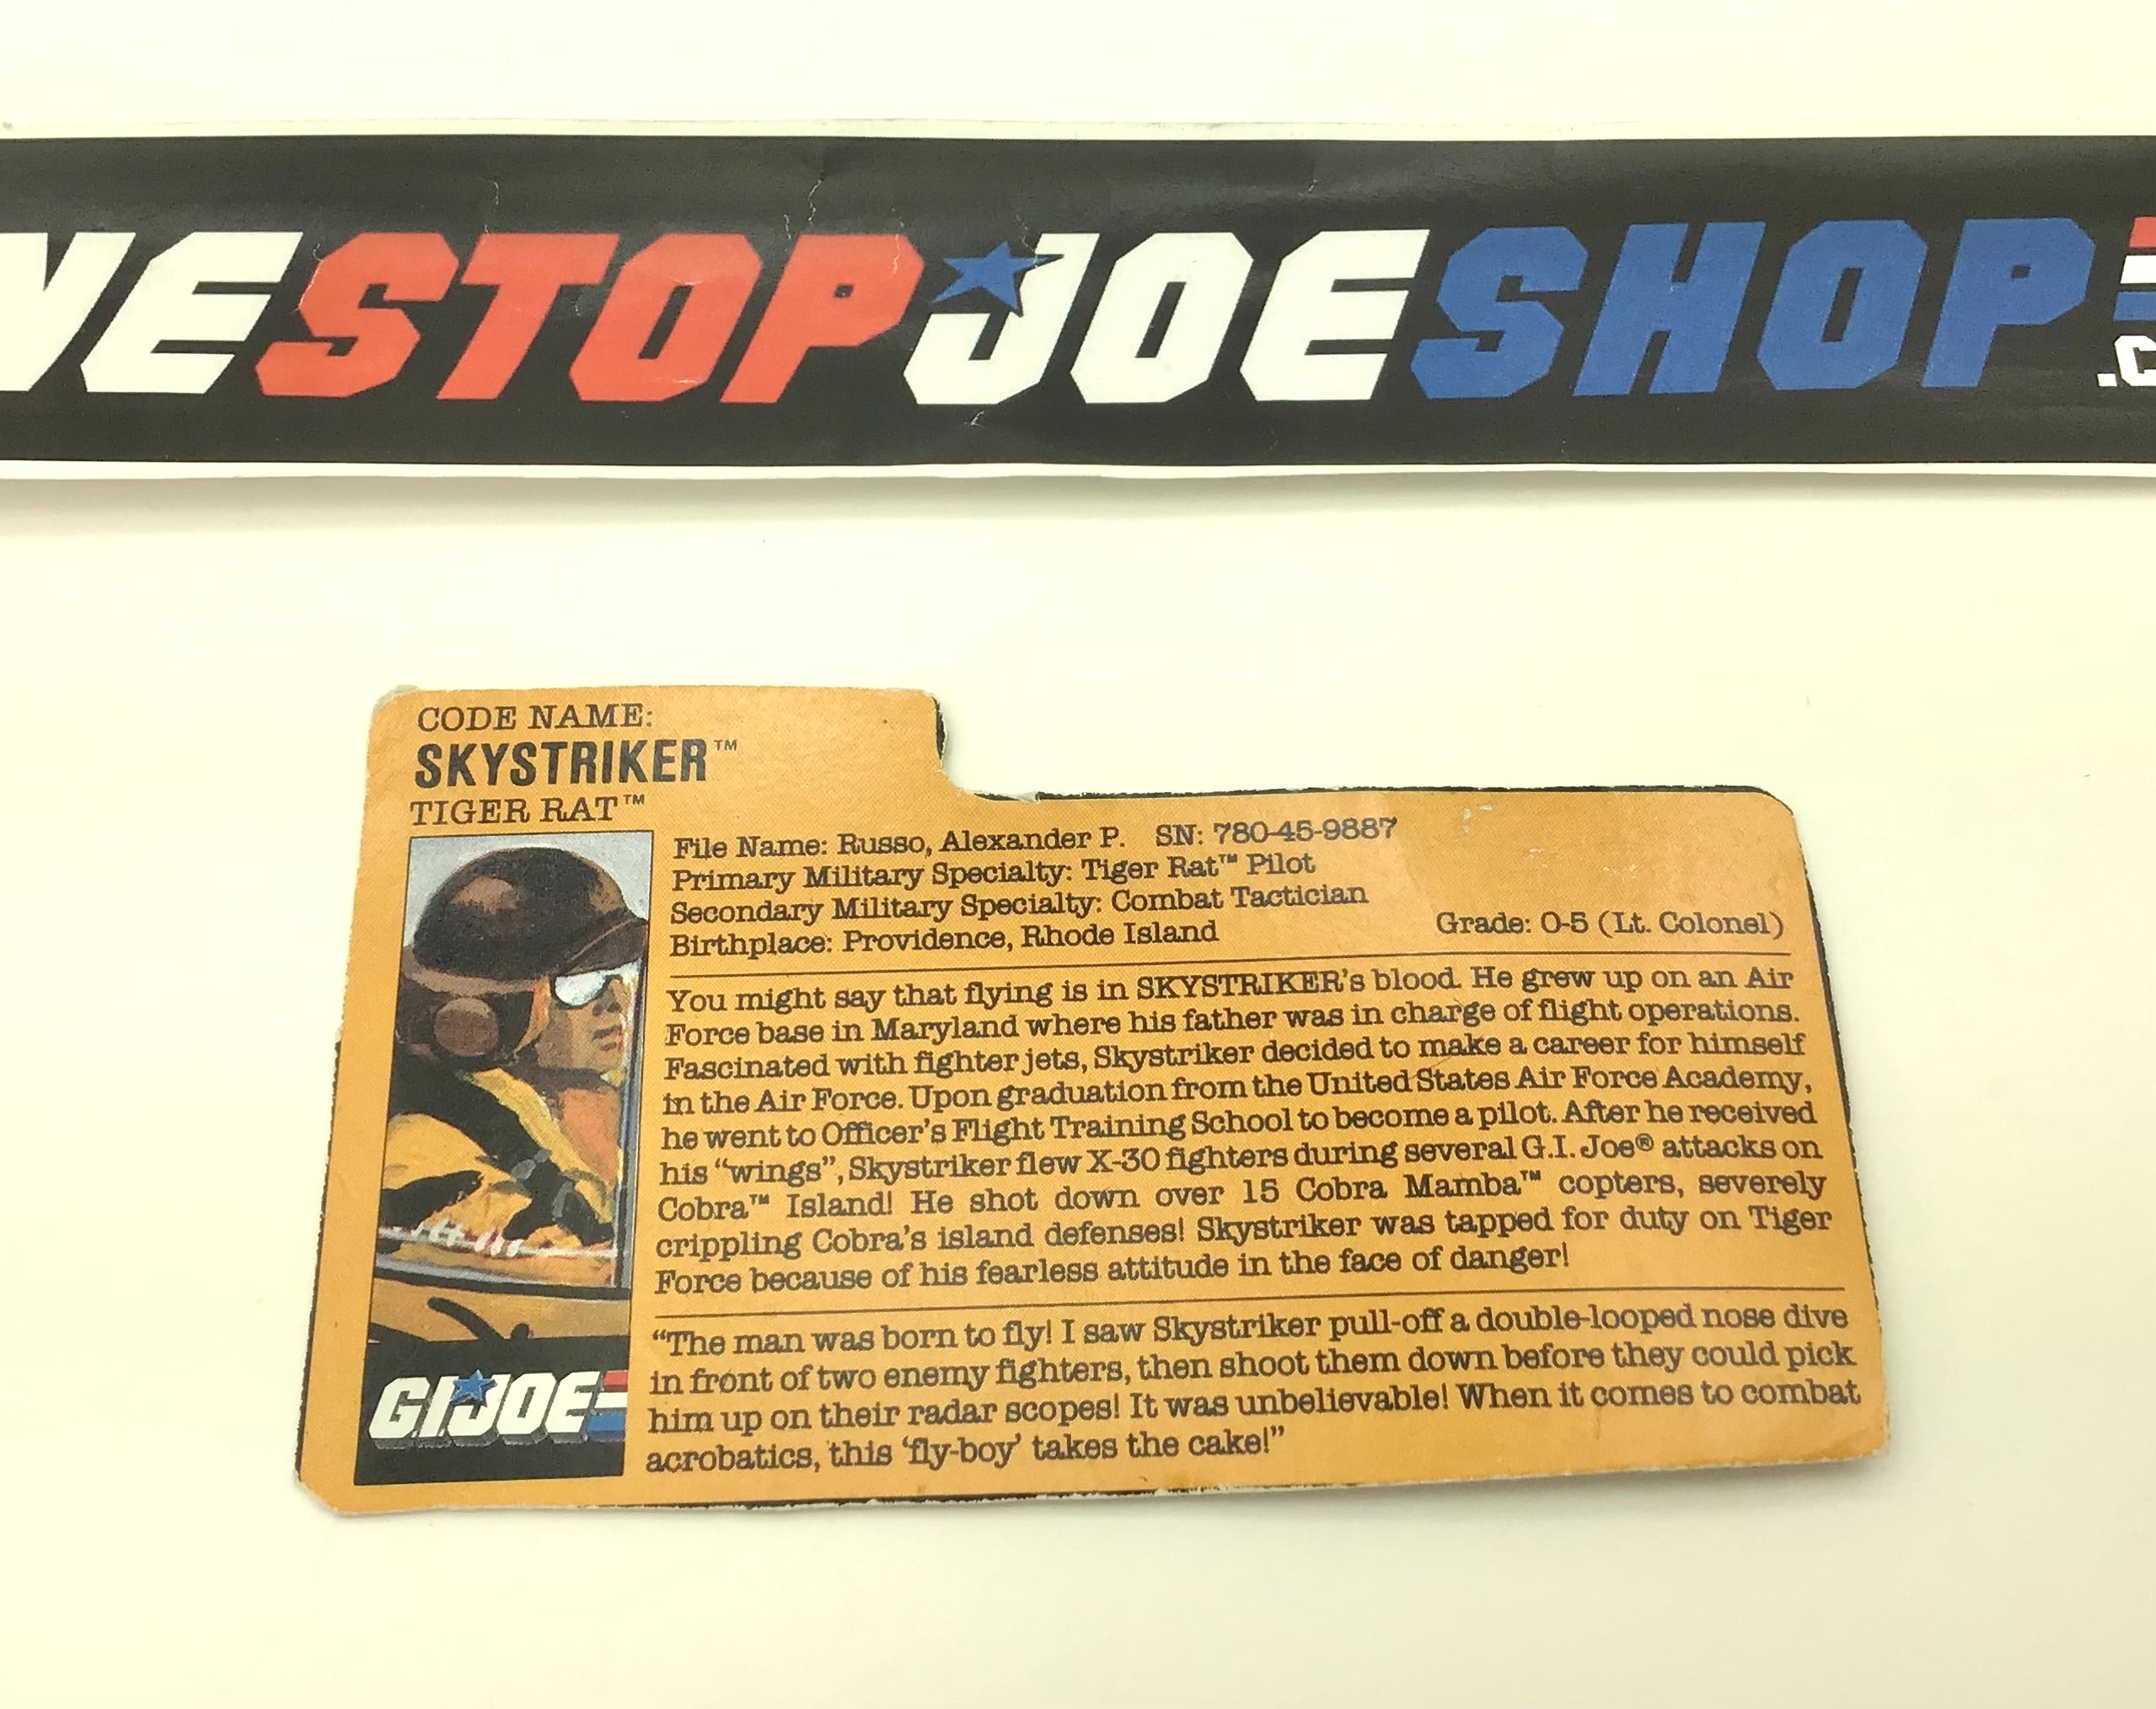 NESTOPJOESHOP
.C
CODE NAME:
SKYSTRIKER™
TIGER RAT™
File Name: Russo, Alexander P. SN: 780-45-9887
Primary Military Specialty: Tiger Rat™ Pilot
Secondary Military Specialty: Combat Tactician
Birthplace: Providence, Rhode Island Grade: O-5 (Lt. Colonel)
You might say that flying is in SKYSTRIKER's blood. He grew up on an Air
Force base in Maryland where his father was in charge of flight operations.
Fascinated with fighter jets, Skystriker decided to make a career for himself
in the Air Force. Upon graduation from the United States Air Force Academy,
he went to Officer's Flight Training School to become a pilot. After he received
his “wings”, Skystriker flew X-30 fighters during several G.I. Joe® attacks on
Cobra™ Island! He shot down over 15 Cobra Mamba™ copters, severely
crippling Cobra's island defenses! Skystriker was tapped for duty on Tiger
Force because of his fearless attitude in the face of danger!
“The man was born to fly! I saw Skystriker pull-off a double-looped nose dive
in front of two enemy fighters, then shoot them down before they could pick
him up on their radar scopes! It was unbelievable! When it comes to combat
acrobatics, this ‘fly-boy’ takes the cake!”
G.I.JOE